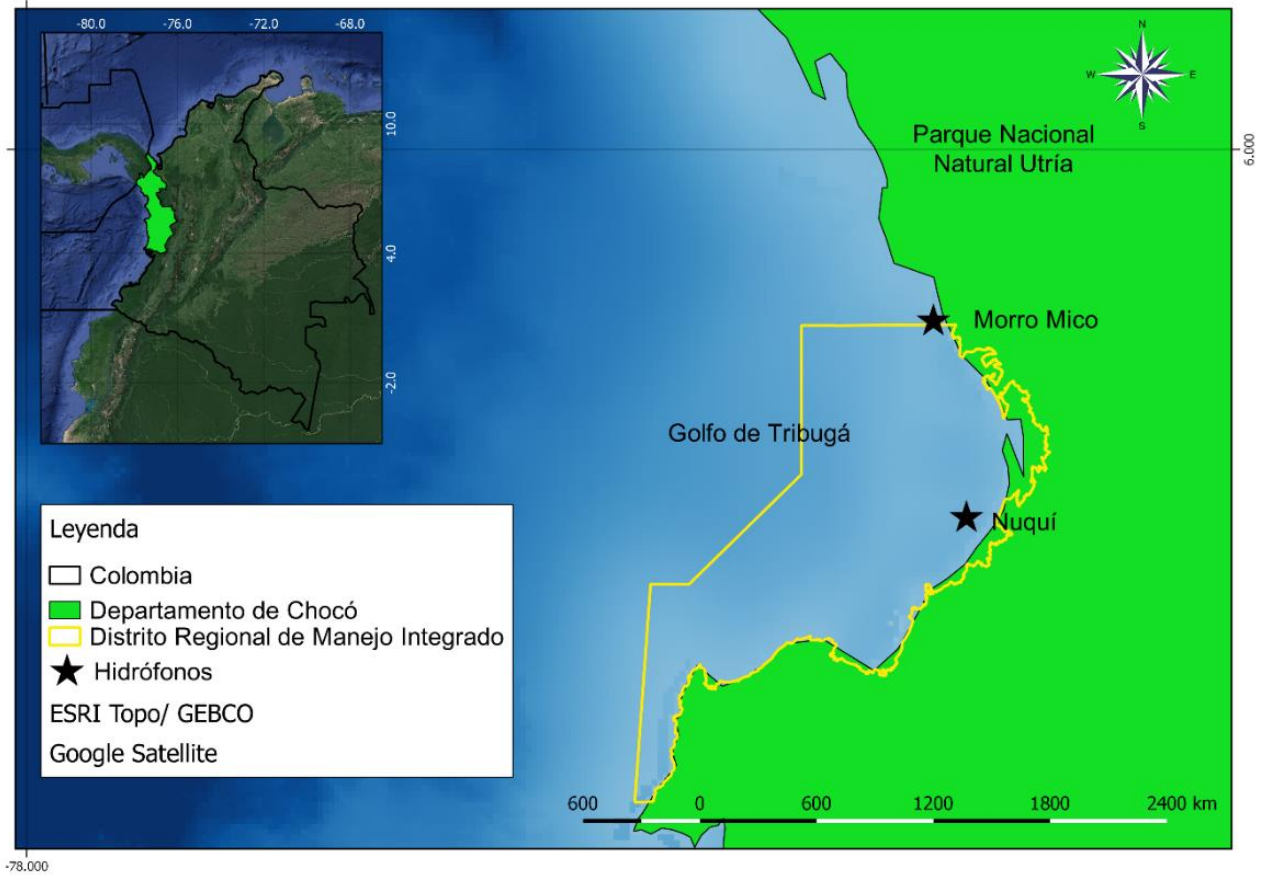 -80.0 -76.0 -72.0 -68.0
10.0
4.0
-2.0
N
W E
S
Parque Nacional
Natural Utría
6.000
Morro Mico
Golfo de Tribugá
Nuquí
Leyenda
Colombia
Departamento de Chocó
Distrito Regional de Manejo Integrado
Hidrófonos
ESRI Topo/ GEBCO
Google Satellite
600 0 600 1200 1800 2400 km
-78.000